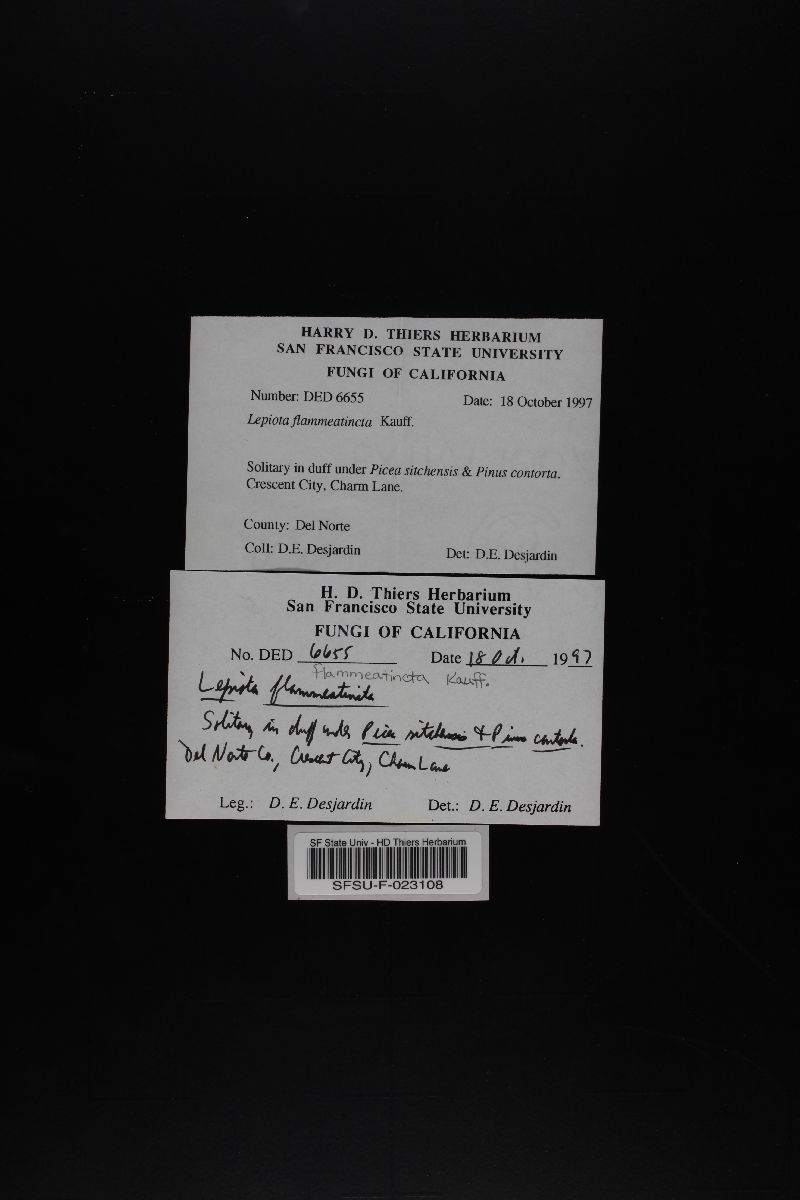 HARRY D. THIERS HERBARIUM
SAN FRANCISCO STATE UNIVERSITY
FUNGI OF CALIFORNIA
Number: DED 6655 Date: 18 October 1997
Lepiota flammeatincta Kauff.
Solitary in duff under Picea sitchensis & Pinus contorta.
Crescent City, Charm Lane.
County: Del Norte
Coll: D.E. Desjardin Det: D.E. Desjardin
H. D. Thiers Herbarium
San Francisco State University
FUNGI OF CALIFORNIA
No. DED 6655 Date 18 Oct. 1997
flammeatincta Kauff.
Lepiota flammeatincta
Solitary in duff under Picea sitchensis & Pinus contorta.
Del Norte Co., Crescent City, Charm Lane
Leg.: D. E. Desjardin Det.: D. E. Desjardin
SF State Univ - HD Thiers Herbarium
SFSU-F-023108